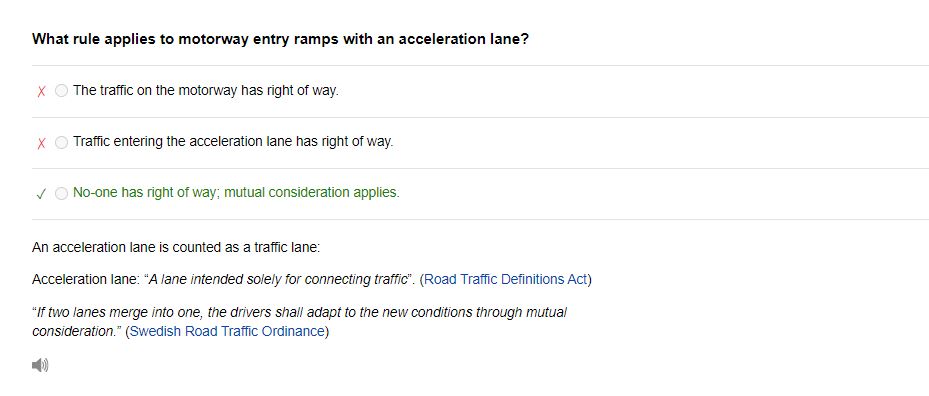 What rule applies to motorway entry ramps with an acceleration lane?
✗ The traffic on the motorway has right of way.
✗ Traffic entering the acceleration lane has right of way.
✓ No-one has right of way; mutual consideration applies.
An acceleration lane is counted as a traffic lane:
Acceleration lane: “A lane intended solely for connecting traffic”. (Road Traffic Definitions Act)
“If two lanes merge into one, the drivers shall adapt to the new conditions through mutual
consideration.” (Swedish Road Traffic Ordinance)